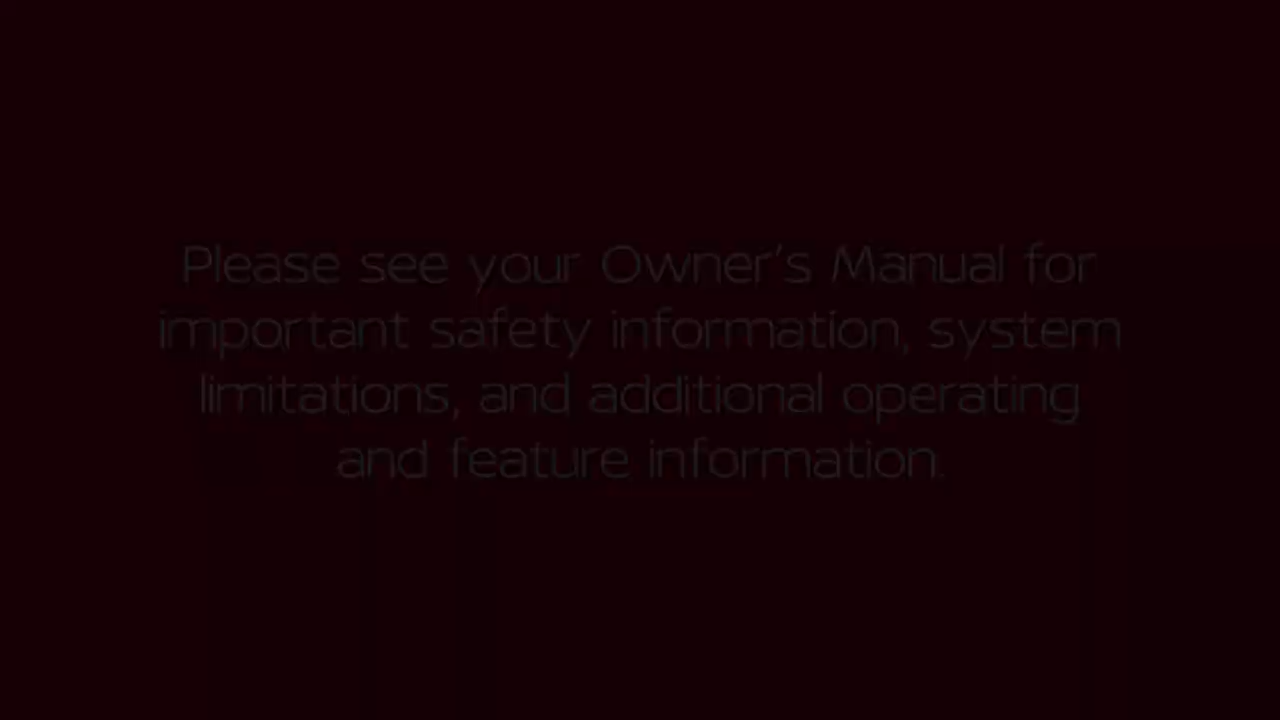 Please see your Owner's Manual for
important safety information, system
limitations, and additional operating
and feature information.